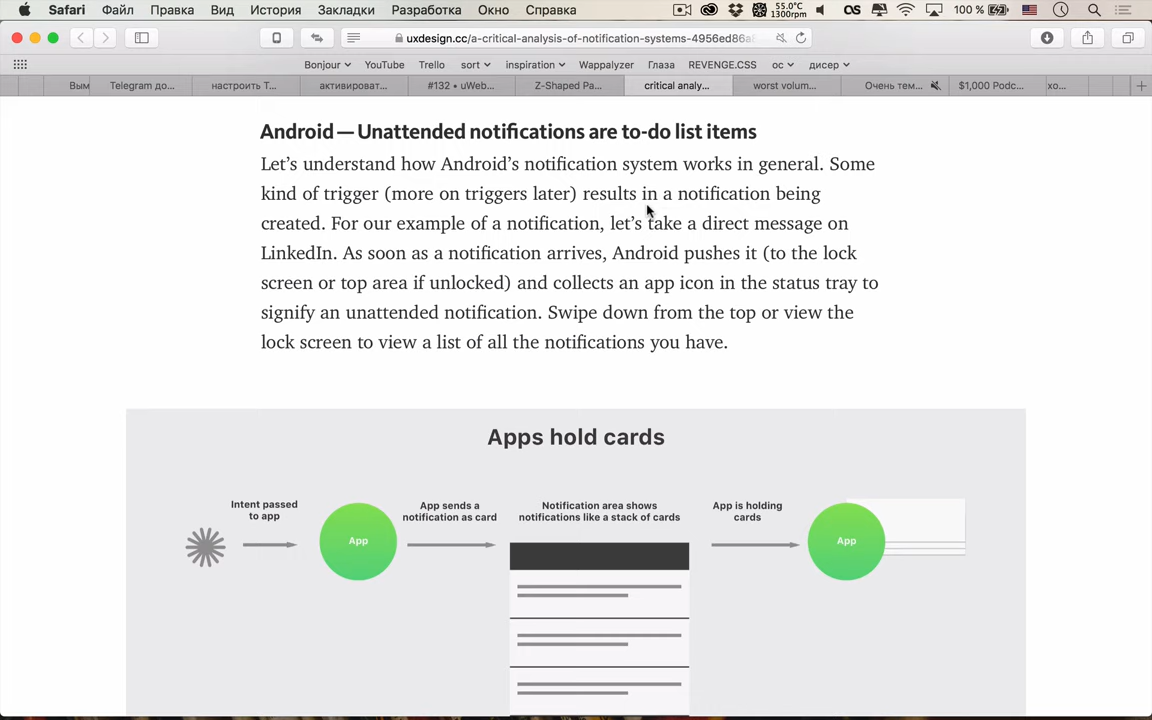 Safari Файл Правка Вид История Закладки Разработка Окно Справка 55.0°C 1300rpm 100 %
uxdesign.cc/a-critical-analysis-of-notification-systems-4956ed86a
Bonjour YouTube Trello sort inspiration Wappalyzer Глаза REVENGE.CSS ос дисер
Вым Telegram до... настроить Т... активироват... #132 • uWeb... Z-Shaped Pa... critical analy... worst volum... Очень тем... $1,000 Podc... хо...
Android — Unattended notifications are to-do list items
Let's understand how Android's notification system works in general. Some
kind of trigger (more on triggers later) results in a notification being
created. For our example of a notification, let's take a direct message on
LinkedIn. As soon as a notification arrives, Android pushes it (to the lock
screen or top area if unlocked) and collects an app icon in the status tray to
signify an unattended notification. Swipe down from the top or view the
lock screen to view a list of all the notifications you have.
Apps hold cards
Intent passed
to app
App
App sends a
notification as card
Notification area shows
notifications like a stack of cards
App is holding
cards
App